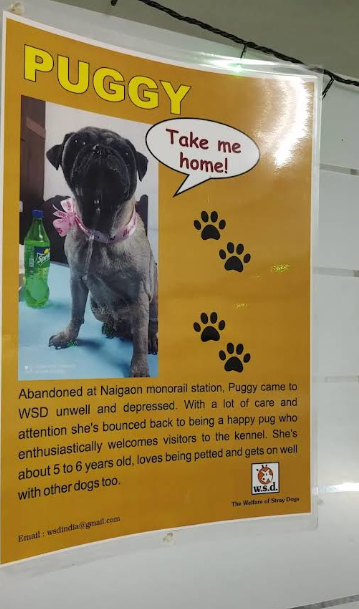 PUGGY
Take me
home!
Sprite
Abandoned at Naigaon monorail station, Puggy came to
WSD unwell and depressed. With a lot of care and
attention she's bounced back to being a happy pug who
enthusiastically welcomes visitors to the kennel. She's
about 5 to 6 years old, loves being petted and gets on well
with other dogs too.
w.s.d.
The Welfare of Stray Dogs
Email : wsdindia@gmail.com